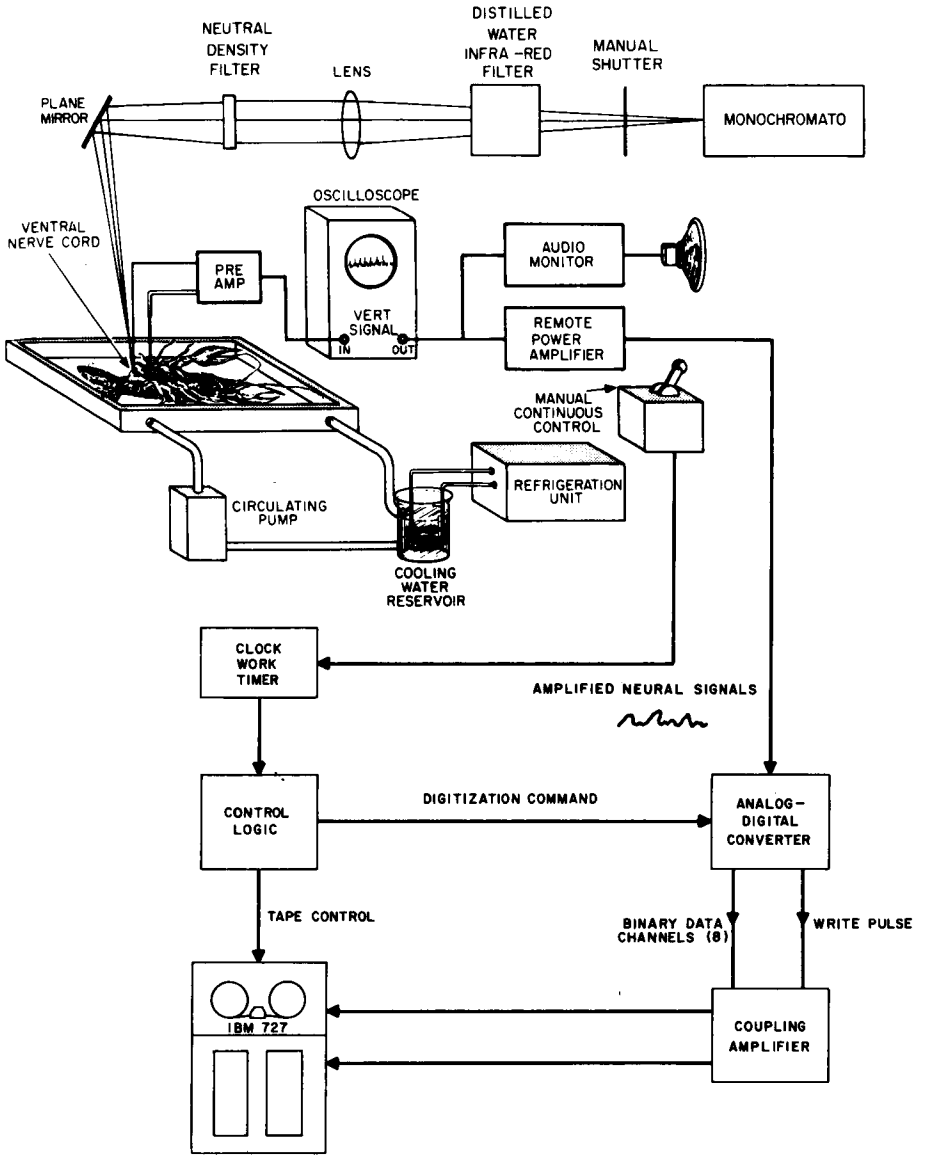 NEUTRAL
DENSITY
FILTER
LENS
DISTILLED
WATER
INFRA-RED
FILTER
MANUAL
SHUTTER
PLANE
MIRROR
MONOCHROMATO
OSCILLOSCOPE
VENTRAL
NERVE CORD
PRE
AMP
AUDIO
MONITOR
VERT
SIGNAL
IN
OUT
REMOTE
POWER
AMPLIFIER
MANUAL
CONTINUOUS
CONTROL
REFRIGERATION
UNIT
CIRCULATING
PUMP
COOLING
WATER
RESERVOIR
CLOCK
WORK
TIMER
AMPLIFIED NEURAL SIGNALS
CONTROL
LOGIC
DIGITIZATION COMMAND
ANALOG-
DIGITAL
CONVERTER
TAPE CONTROL
BINARY DATA
CHANNELS (8)
WRITE PULSE
IBM 727
COUPLING
AMPLIFIER